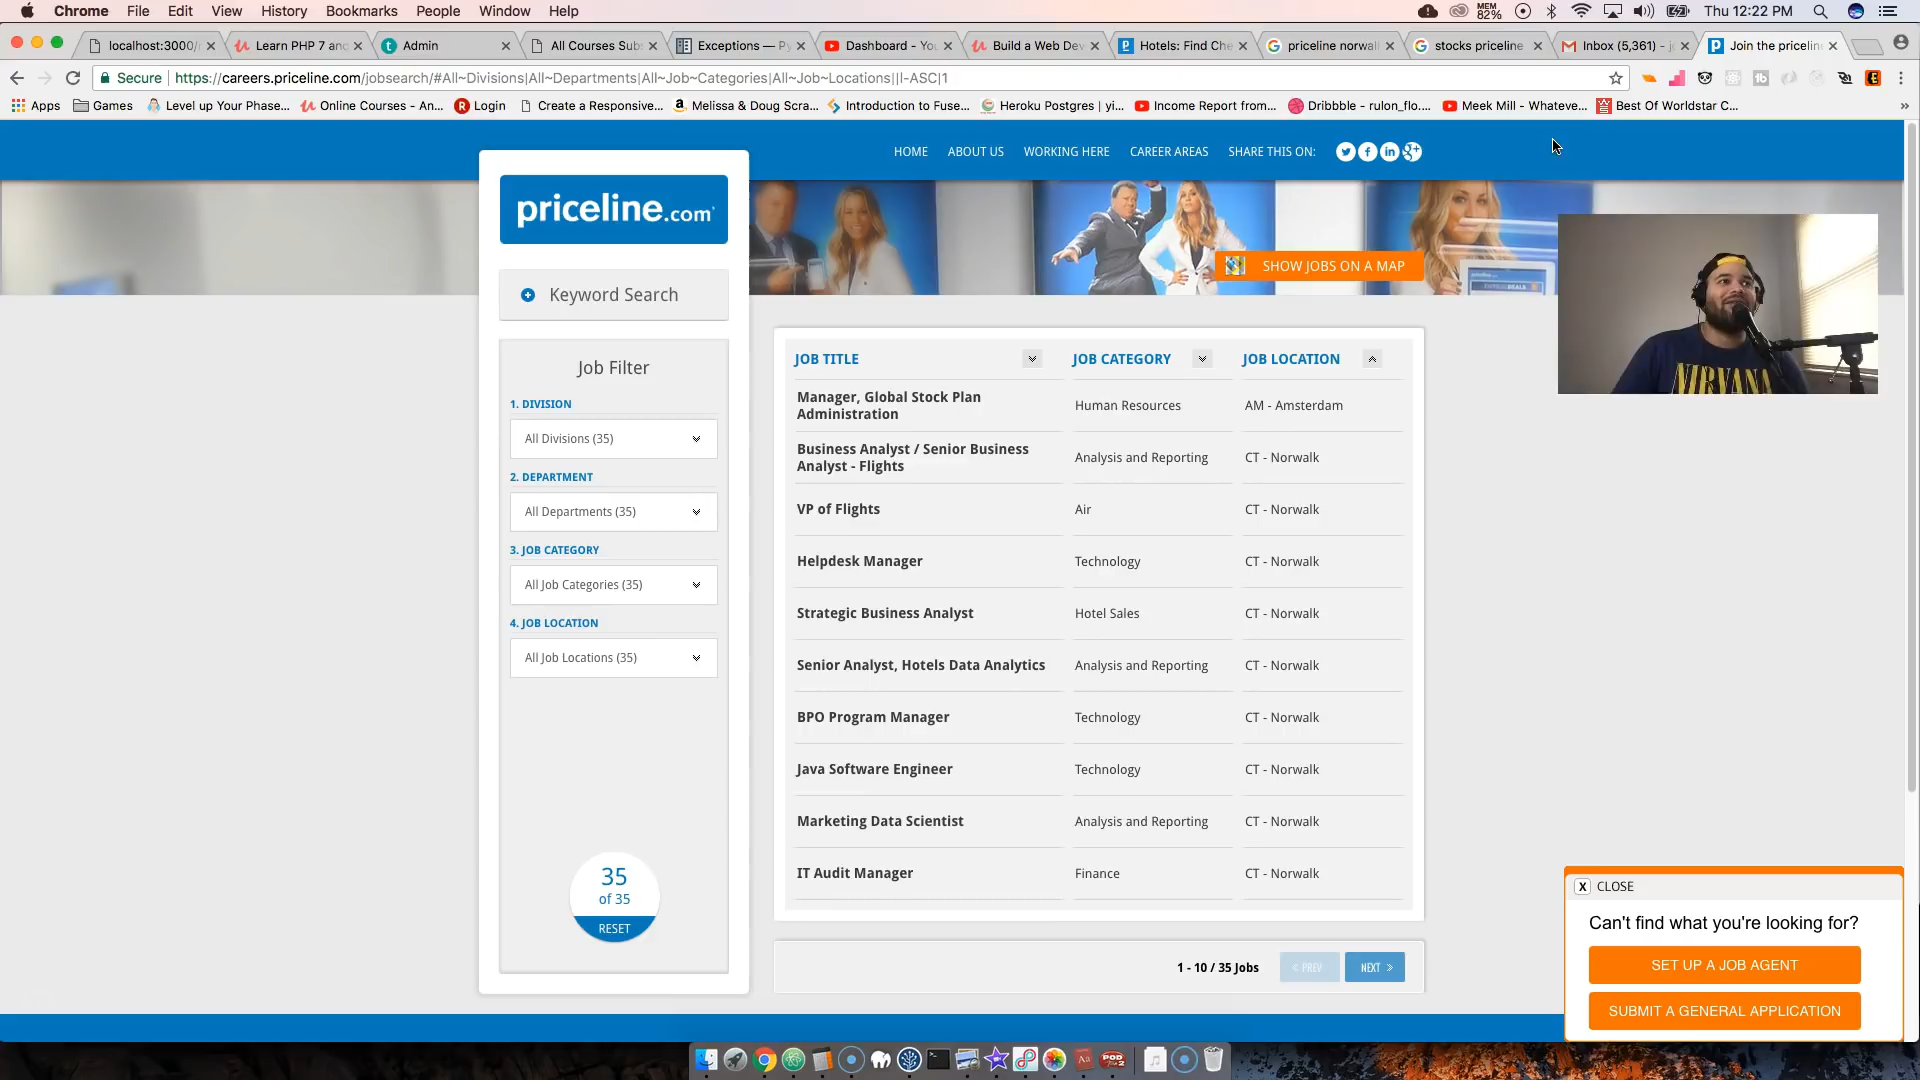 Chrome File Edit View History Bookmarks People Window Help
MEM 82% Thu 12:22 PM
localhost:3000/
Learn PHP 7 and
Admin
All Courses Sub
Exceptions — Py
Dashboard - You
Build a Web Dev
Hotels: Find Che
priceline norwal
stocks priceline
Inbox (5,361) - j
Join the priceline
Secure https://careers.priceline.com/jobsearch/#All~Divisions|All~Departments|All~Job~Categories|All~Job~Locations||l-ASC|1
Apps Games Level up Your Phase... Online Courses - An... Login Create a Responsive... Melissa & Doug Scra... Introduction to Fuse... Heroku Postgres | yi... Income Report from... Dribbble - rulon_flo.... Meek Mill - Whateve... Best Of Worldstar C... »
HOME ABOUT US WORKING HERE CAREER AREAS SHARE THIS ON:
priceline.com
SHOW JOBS ON A MAP
Keyword Search
Job Filter
1. DIVISION
All Divisions (35)
2. DEPARTMENT
All Departments (35)
3. JOB CATEGORY
All Job Categories (35)
4. JOB LOCATION
All Job Locations (35)
35
of 35
RESET
JOB TITLE JOB CATEGORY JOB LOCATION
Manager, Global Stock Plan
Administration
Human Resources AM - Amsterdam
Business Analyst / Senior Business
Analyst - Flights
Analysis and Reporting CT - Norwalk
VP of Flights Air CT - Norwalk
Helpdesk Manager Technology CT - Norwalk
Strategic Business Analyst Hotel Sales CT - Norwalk
Senior Analyst, Hotels Data Analytics Analysis and Reporting CT - Norwalk
BPO Program Manager Technology CT - Norwalk
Java Software Engineer Technology CT - Norwalk
Marketing Data Scientist Analysis and Reporting CT - Norwalk
IT Audit Manager Finance CT - Norwalk
1 - 10 / 35 Jobs < PREV NEXT >
NIRVANA
X CLOSE
Can't find what you're looking for?
SET UP A JOB AGENT
SUBMIT A GENERAL APPLICATION